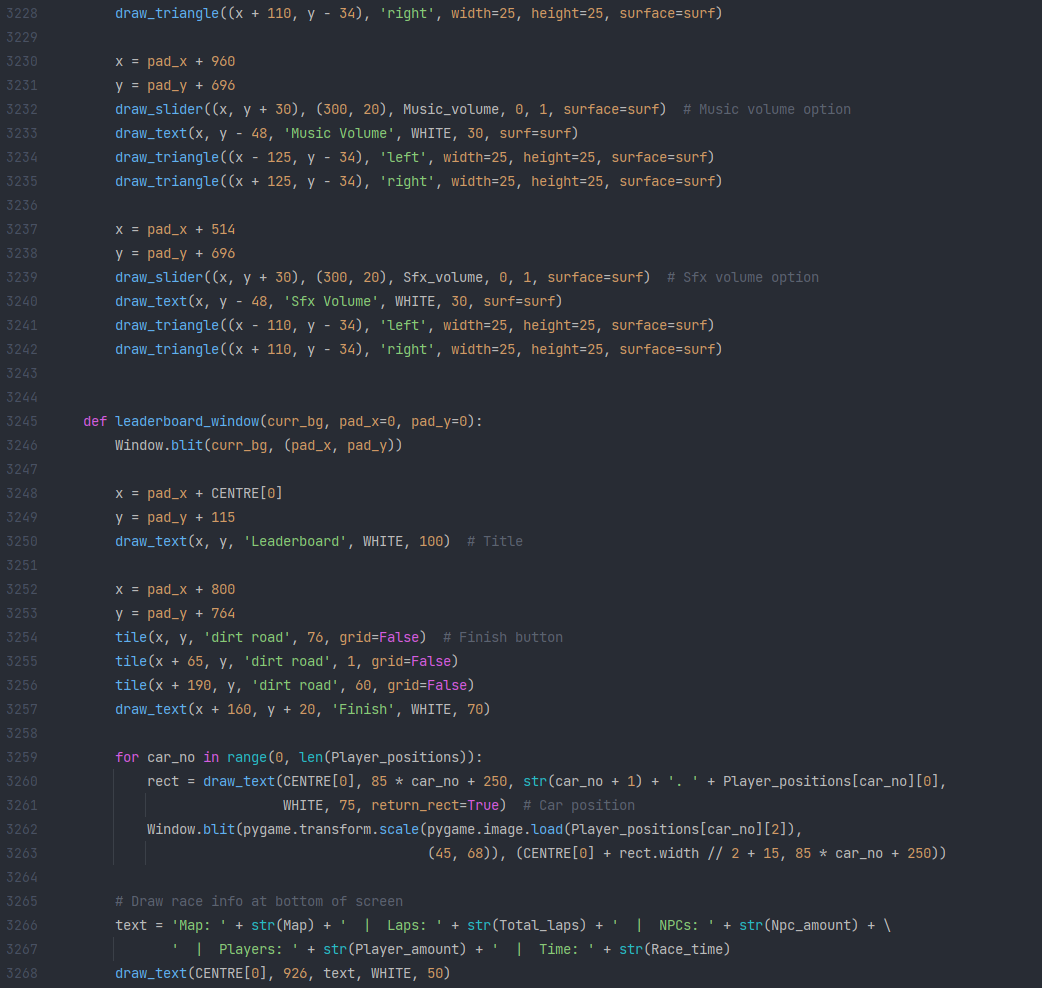 3228 draw_triangle((x + 110, y - 34), 'right', width=25, height=25, surface=surf)
3229
3230 x = pad_x + 960
3231 y = pad_y + 696
3232 draw_slider((x, y + 30), (300, 20), Music_volume, 0, 1, surface=surf)  # Music volume option
3233 draw_text(x, y - 48, 'Music Volume', WHITE, 30, surf=surf)
3234 draw_triangle((x - 125, y - 34), 'left', width=25, height=25, surface=surf)
3235 draw_triangle((x + 125, y - 34), 'right', width=25, height=25, surface=surf)
3236
3237 x = pad_x + 514
3238 y = pad_y + 696
3239 draw_slider((x, y + 30), (300, 20), Sfx_volume, 0, 1, surface=surf)  # Sfx volume option
3240 draw_text(x, y - 48, 'Sfx Volume', WHITE, 30, surf=surf)
3241 draw_triangle((x - 110, y - 34), 'left', width=25, height=25, surface=surf)
3242 draw_triangle((x + 110, y - 34), 'right', width=25, height=25, surface=surf)
3243
3244
3245 def leaderboard_window(curr_bg, pad_x=0, pad_y=0):
3246 Window.blit(curr_bg, (pad_x, pad_y))
3247
3248 x = pad_x + CENTRE[0]
3249 y = pad_y + 115
3250 draw_text(x, y, 'Leaderboard', WHITE, 100)  # Title
3251
3252 x = pad_x + 800
3253 y = pad_y + 764
3254 tile(x, y, 'dirt road', 76, grid=False)  # Finish button
3255 tile(x + 65, y, 'dirt road', 1, grid=False)
3256 tile(x + 190, y, 'dirt road', 60, grid=False)
3257 draw_text(x + 160, y + 20, 'Finish', WHITE, 70)
3258
3259 for car_no in range(0, len(Player_positions)):
3260 rect = draw_text(CENTRE[0], 85 * car_no + 250, str(car_no + 1) + '. ' + Player_positions[car_no][0],
3261 WHITE, 75, return_rect=True)  # Car position
3262 Window.blit(pygame.transform.scale(pygame.image.load(Player_positions[car_no][2]),
3263 (45, 68)), (CENTRE[0] + rect.width // 2 + 15, 85 * car_no + 250))
3264
3265 # Draw race info at bottom of screen
3266 text = 'Map: ' + str(Map) + '  |  Laps: ' + str(Total_laps) + '  |  NPCs: ' + str(Npc_amount) + \
3267 '  |  Players: ' + str(Player_amount) + '  |  Time: ' + str(Race_time)
3268 draw_text(CENTRE[0], 926, text, WHITE, 50)